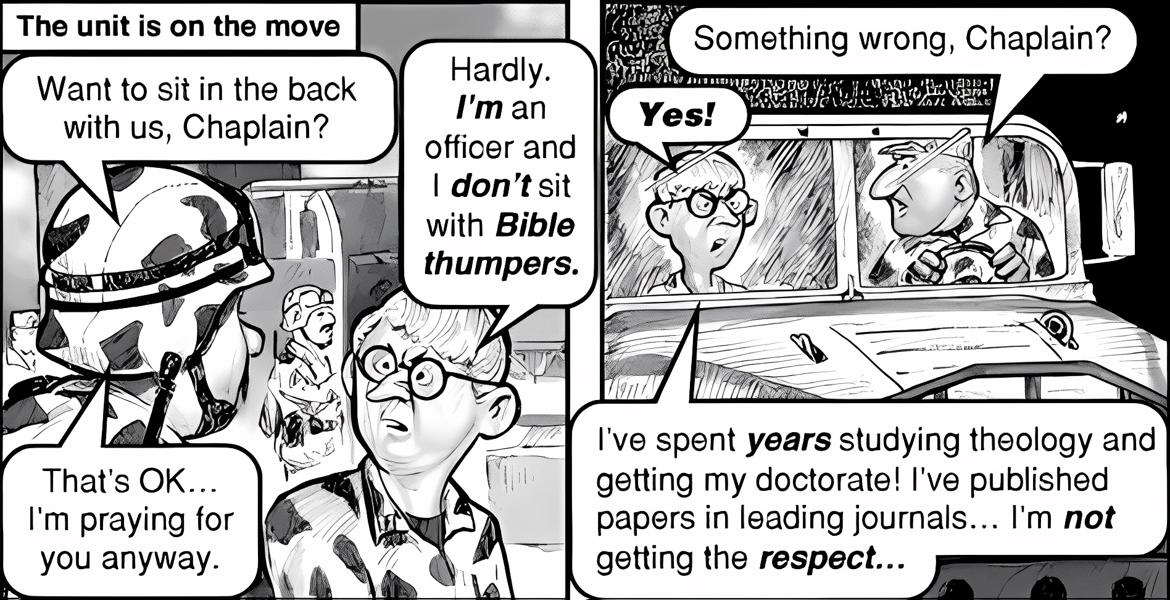 The unit is on the move
Want to sit in the back
with us, Chaplain?
Hardly.
I'm an
officer and
I don't sit
with Bible
thumpers.
That's OK...
I'm praying for
you anyway.
Something wrong, Chaplain?
Yes!
I've spent years studying theology and
getting my doctorate! I've published
papers in leading journals... I'm not
getting the respect...